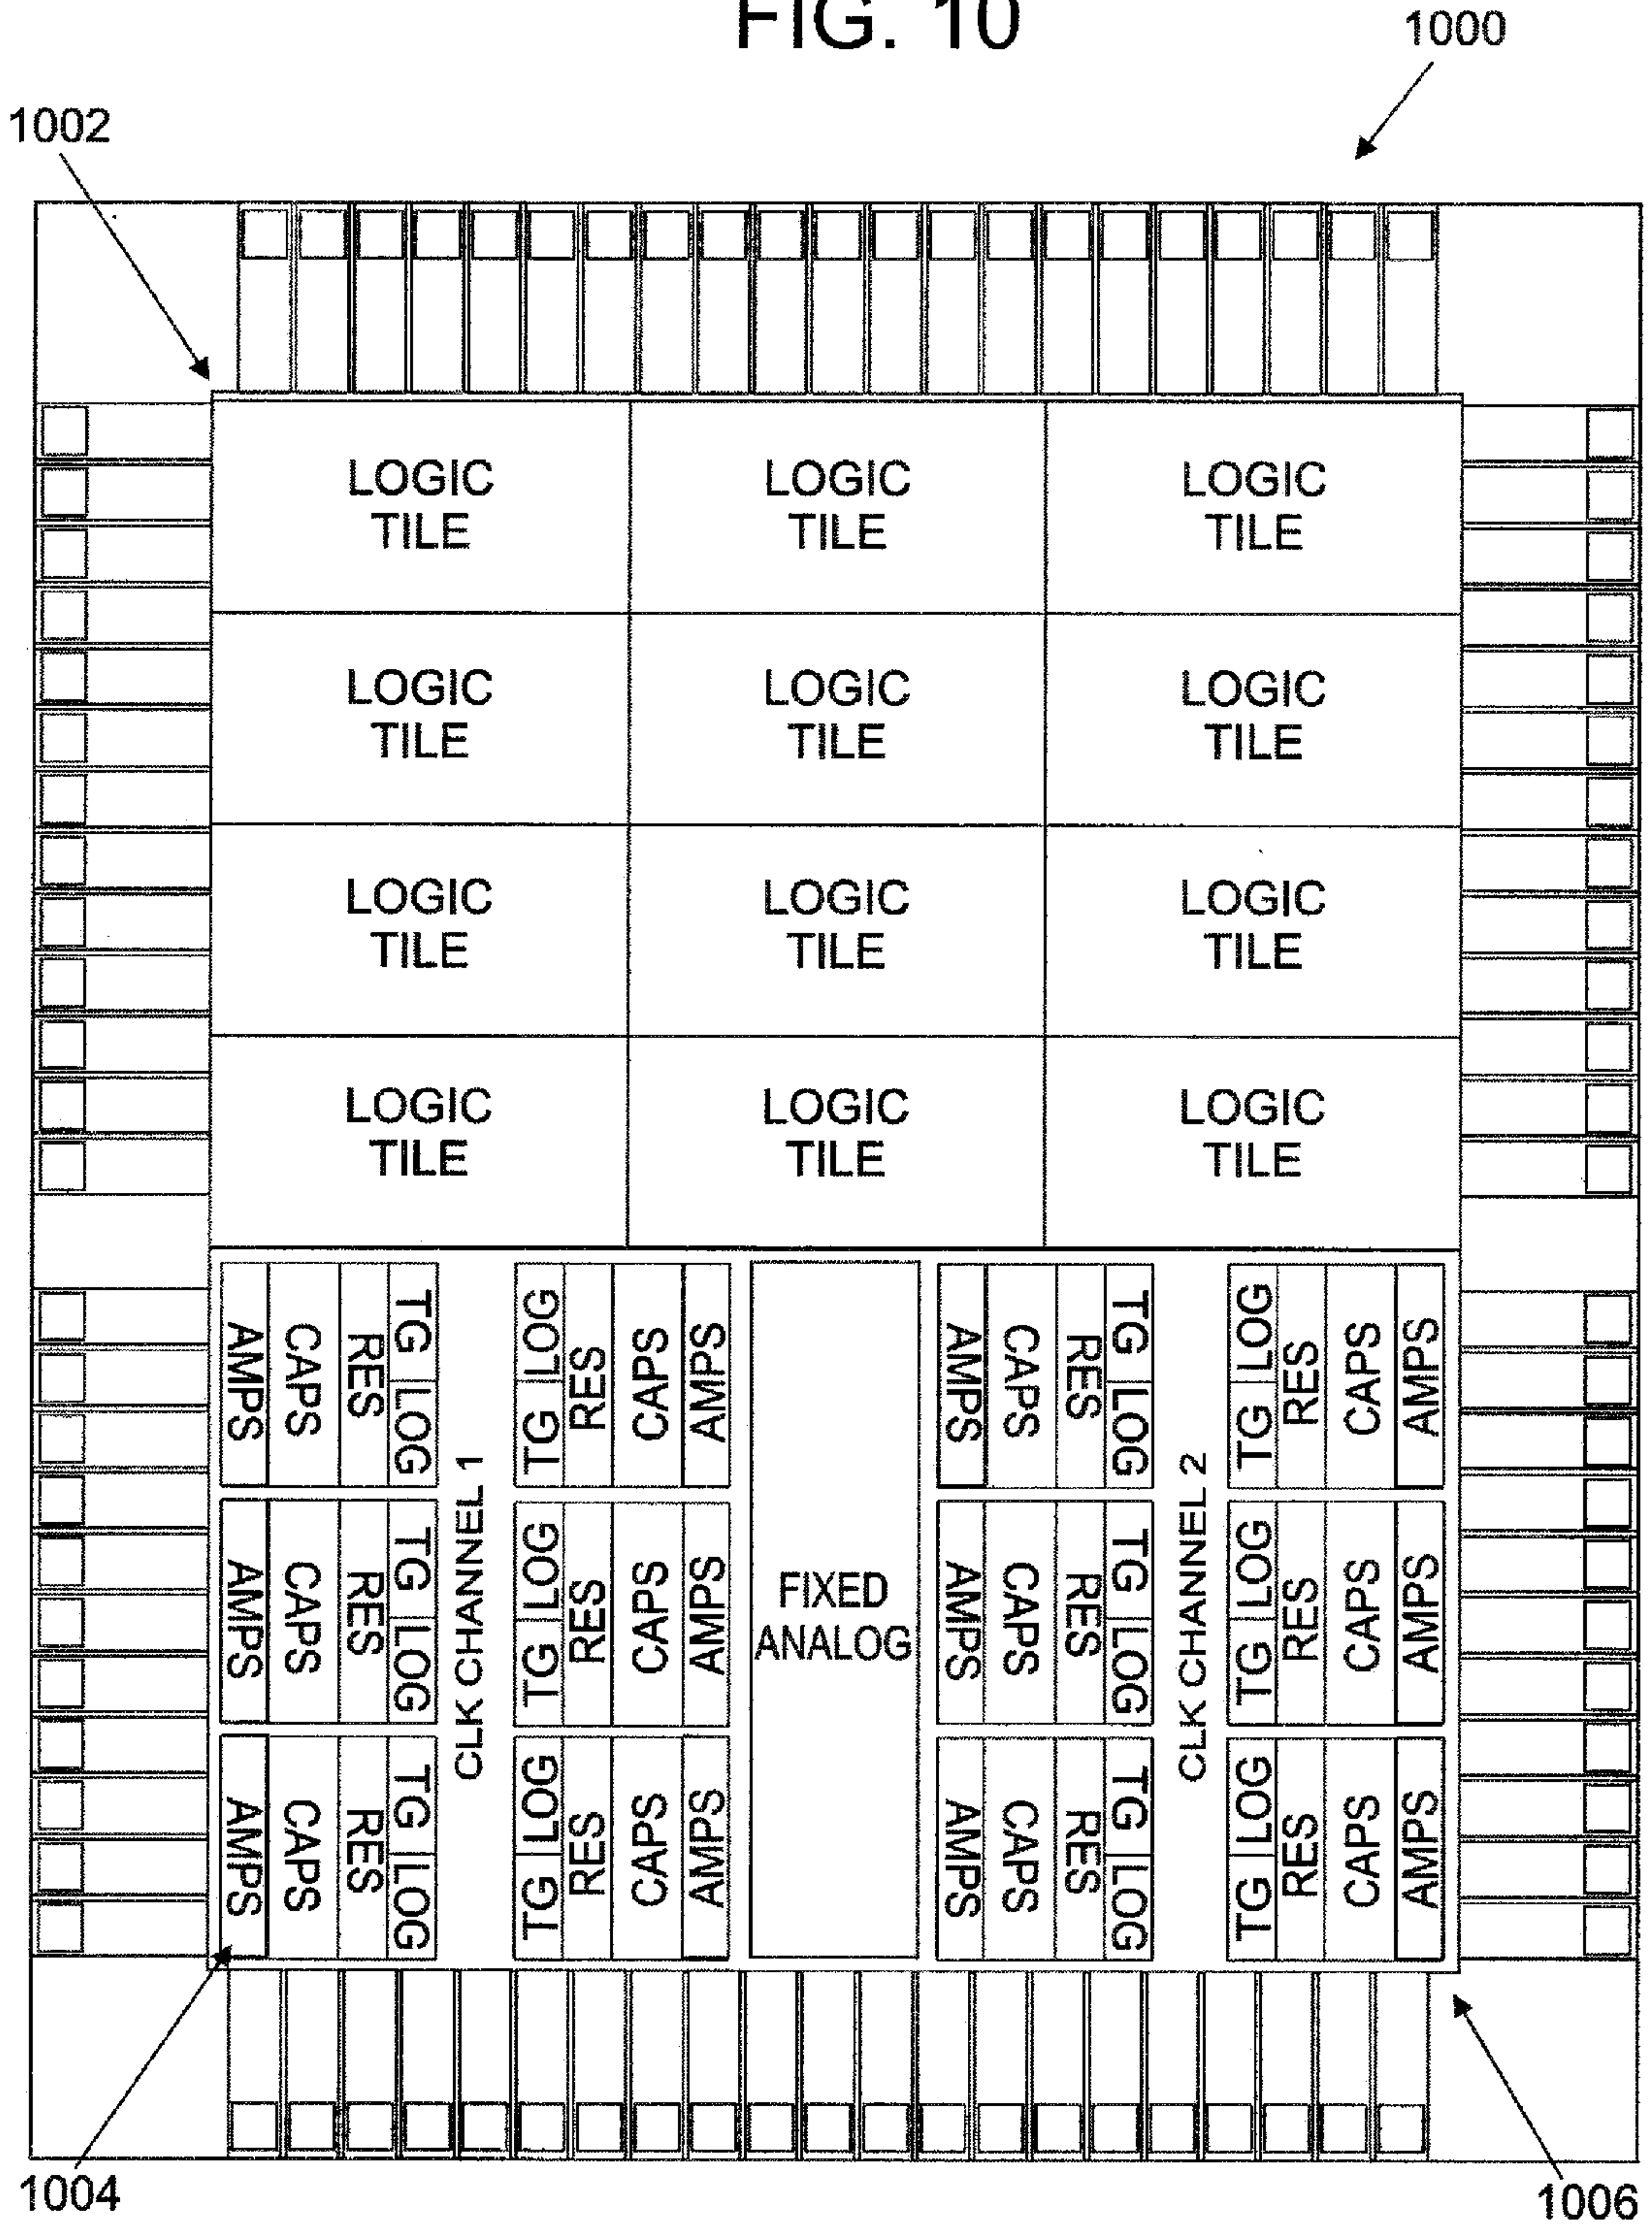 FIG. 10
1000
1002
LOGIC TILE
LOGIC TILE
LOGIC TILE
LOGIC TILE
LOGIC TILE
LOGIC TILE
LOGIC TILE
LOGIC TILE
LOGIC TILE
LOGIC TILE
LOGIC TILE
LOGIC TILE
AMPS CAPS RES TG LOG
TG LOG RES CAPS AMPS
AMPS CAPS RES TG LOG
TG LOG RES CAPS AMPS
AMPS CAPS RES TG LOG
TG LOG RES CAPS AMPS
AMPS CAPS RES TG LOG
TG LOG RES CAPS AMPS
AMPS CAPS RES TG LOG
TG LOG RES CAPS AMPS
AMPS CAPS RES TG LOG
TG LOG RES CAPS AMPS
CLK CHANNEL 1
FIXED
ANALOG
CLK CHANNEL 2
1004
1006